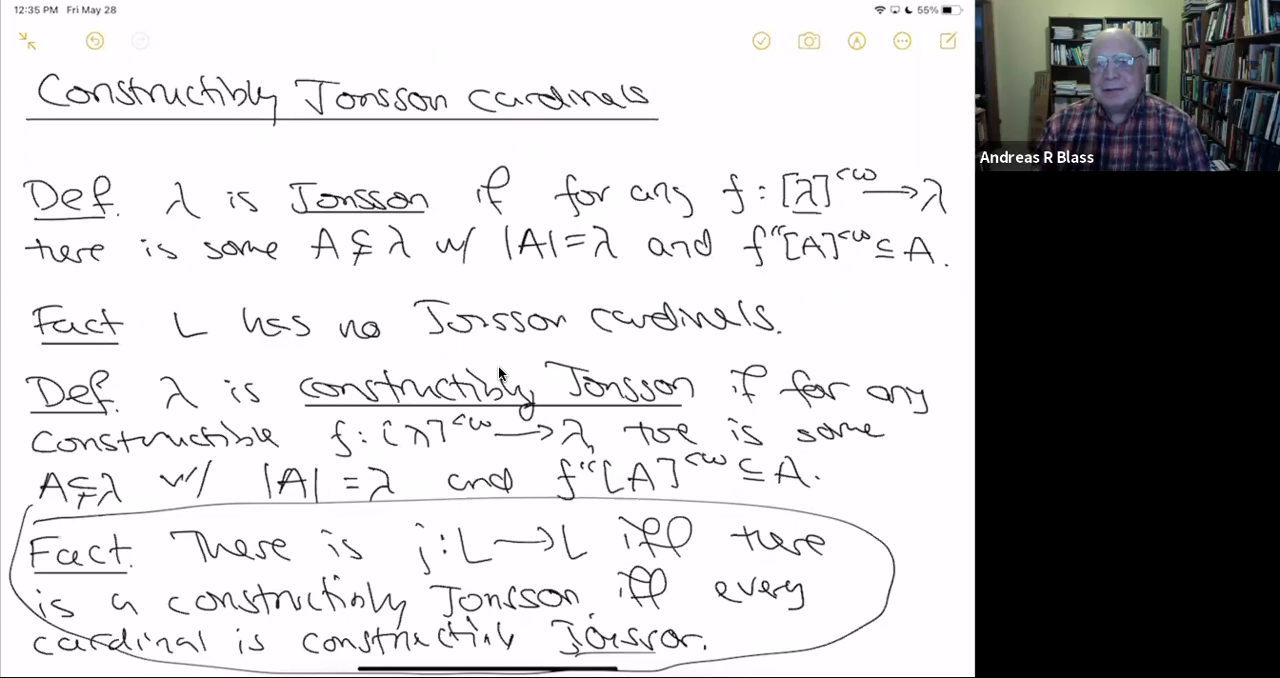 12:35 PM Fri May 28
55%
Constructibly Jonsson cardinals
Andreas R Blass
Def. λ is Jonsson if for any f : [λ]^{<ω} → λ
there is some A ⊊ λ w/ |A| = λ and f"[A]^{<ω} ⊆ A.
Fact L has no Jonsson cardinals.
Def. λ is constructibly Jonsson if for any
constructible f : [λ]^{<ω} → λ, there is some
A ⊊ λ w/ |A| = λ and f"[A]^{<ω} ⊆ A.
Fact. There is j : L → L iff there
is a constructibly Jonsson iff every
cardinal is constructibly Jonsson.